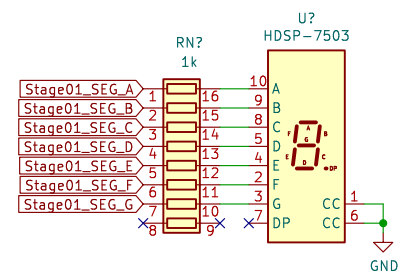 U?
HDSP-7503
RN?
1k
Stage01_SEG_A 1 16 10 A
Stage01_SEG_B 2 15 9 B
Stage01_SEG_C 3 14 8 C
Stage01_SEG_D 4 13 5 D
Stage01_SEG_E 5 12 4 E
Stage01_SEG_F 6 11 2 F
Stage01_SEG_G 7 10 3 G CC 1
8 9 7 DP CC 6
A
F B
G
E C
D
DP
GND